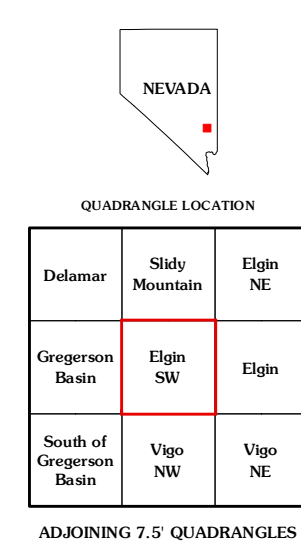 NEVADA
QUADRANGLE LOCATION
Delamar
Slidy
Mountain
Elgin
NE
Gregerson
Basin
Elgin
SW
Elgin
South of
Gregerson
Basin
Vigo
NW
Vigo
NE
ADJOINING 7.5' QUADRANGLES